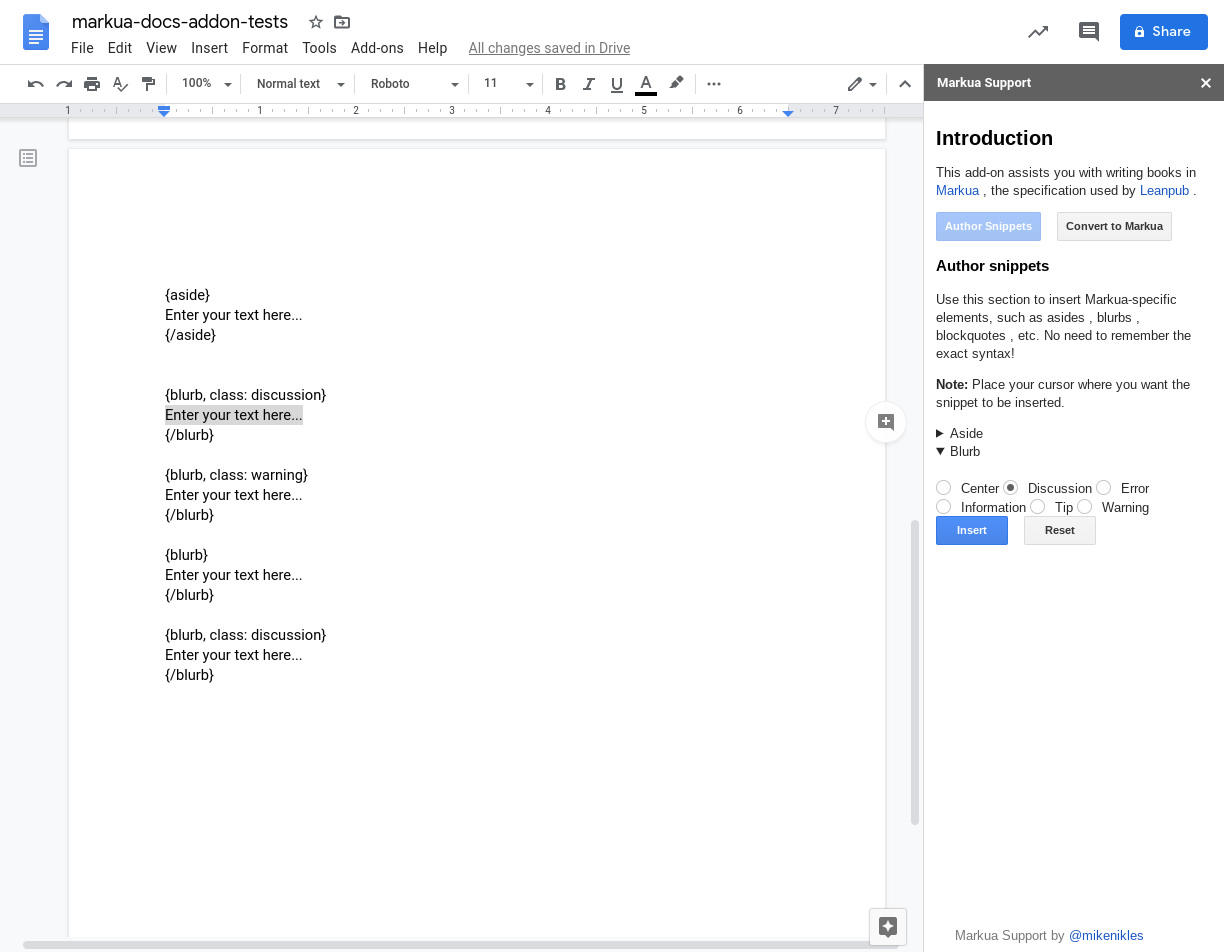 markua-docs-addon-tests
File Edit View Insert Format Tools Add-ons Help All changes saved in Drive
Share
100% Normal text Roboto 11 B I U A
1 1 2 3 4 5 6 7
{aside}
Enter your text here...
{/aside}
{blurb, class: discussion}
Enter your text here...
{/blurb}
{blurb, class: warning}
Enter your text here...
{/blurb}
{blurb}
Enter your text here...
{/blurb}
{blurb, class: discussion}
Enter your text here...
{/blurb}
Markua Support
Introduction
This add-on assists you with writing books in
Markua , the specification used by Leanpub .
Author Snippets Convert to Markua
Author snippets
Use this section to insert Markua-specific
elements, such as asides , blurbs ,
blockquotes , etc. No need to remember the
exact syntax!
Note: Place your cursor where you want the
snippet to be inserted.
Aside
Blurb
Center Discussion Error
Information Tip Warning
Insert Reset
Markua Support by @mikenikles